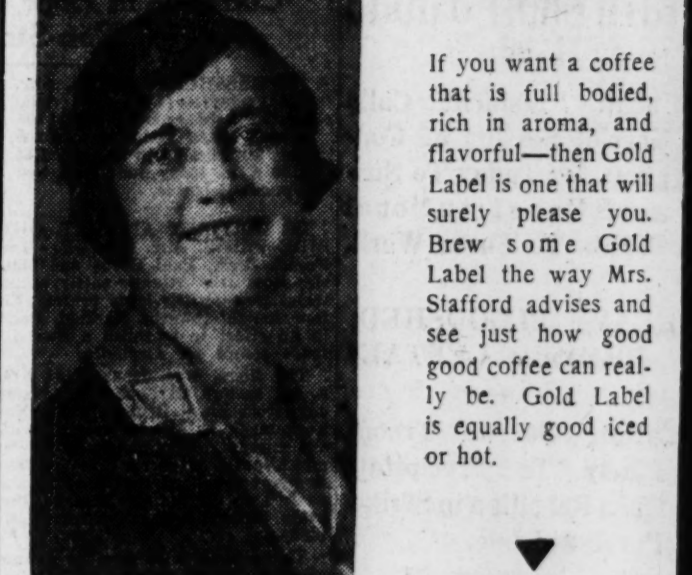 If you want a coffee
that is full bodied,
rich in aroma, and
flavorful—then Gold
Label is one that will
surely please you.
Brew some Gold
Label the way Mrs.
Stafford advises and
see just how good
good coffee can real-
ly be. Gold Label
is equally good iced
or hot.